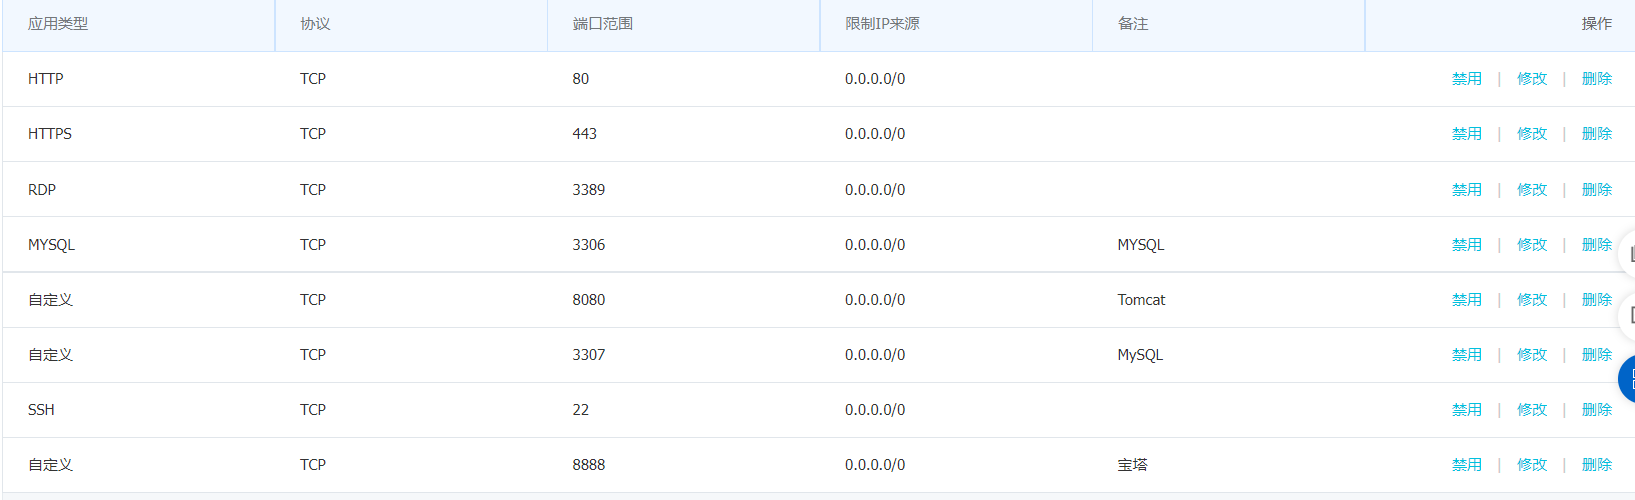 应用类型 协议 端口范围 限制IP来源 备注 操作
HTTP TCP 80 0.0.0.0/0 禁用 | 修改 | 删除
HTTPS TCP 443 0.0.0.0/0 禁用 | 修改 | 删除
RDP TCP 3389 0.0.0.0/0 禁用 | 修改 | 删除
MYSQL TCP 3306 0.0.0.0/0 MYSQL 禁用 | 修改 | 删除
自定义 TCP 8080 0.0.0.0/0 Tomcat 禁用 | 修改 | 删除
自定义 TCP 3307 0.0.0.0/0 MySQL 禁用 | 修改 | 删除
SSH TCP 22 0.0.0.0/0 禁用 | 修改 | 删除
自定义 TCP 8888 0.0.0.0/0 宝塔 禁用 | 修改 | 删除